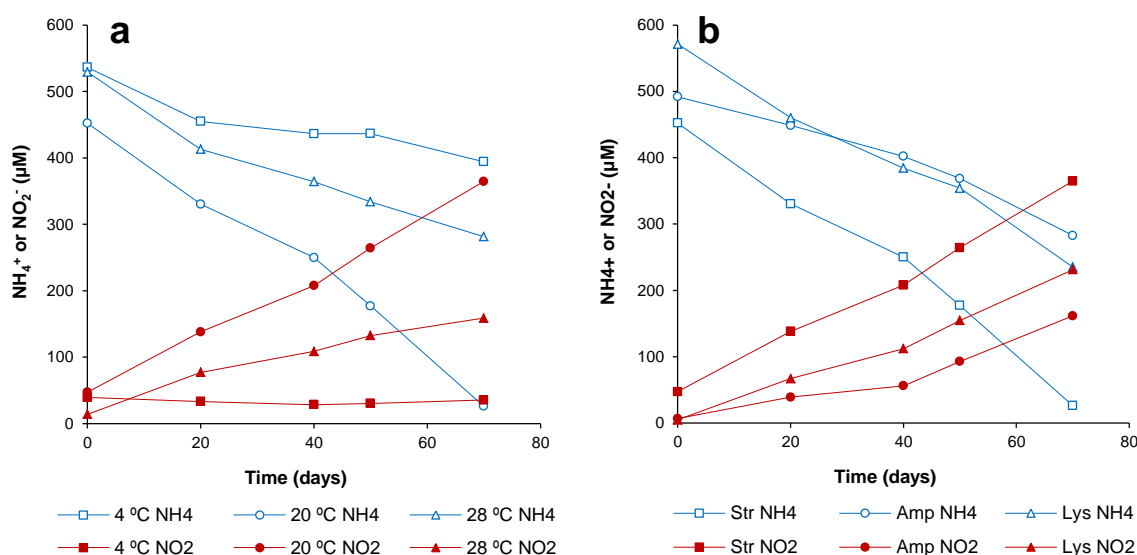 a
600
500
400
300
200
100
0
NH₄⁺ or NO₂⁻ (µM)
0 20 40 60 80
Time (days)
4 ºC NH4 20 ºC NH4 28 ºC NH4
4 ºC NO2 20 ºC NO2 28 ºC NO2
b
600
500
400
300
200
100
0
NH4+ or NO2- (µM)
0 20 40 60 80
Time (days)
Str NH4 Amp NH4 Lys NH4
Str NO2 Amp NO2 Lys NO2